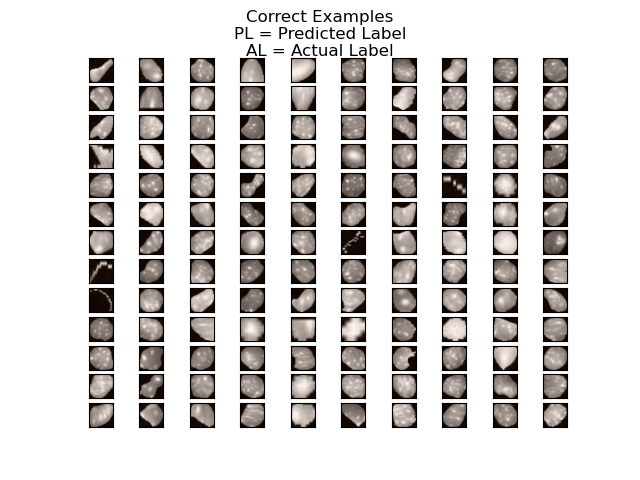 Correct Examples
PL = Predicted Label
AL = Actual Label